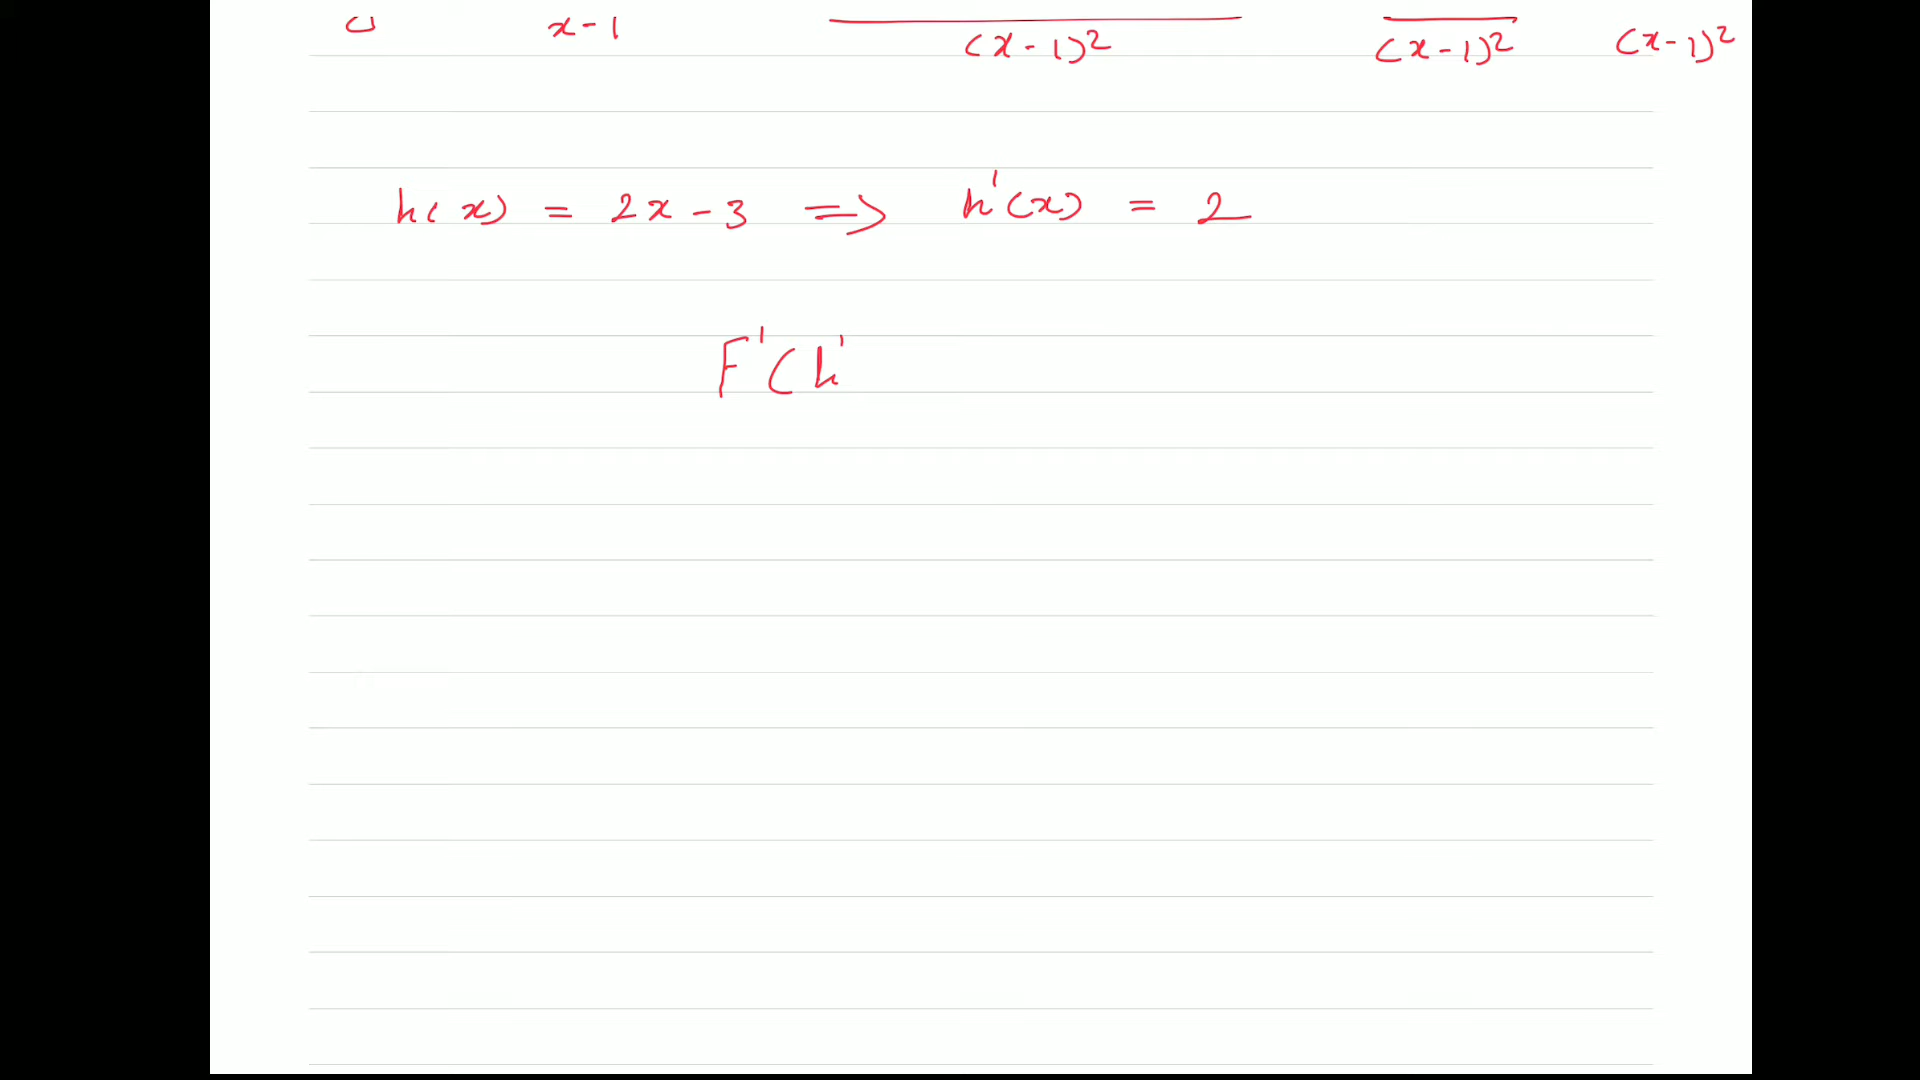 x-1 (x-1)² (x-1)² (x-1)²
h(x) = 2x-3 => h'(x) = 2
F'(h'